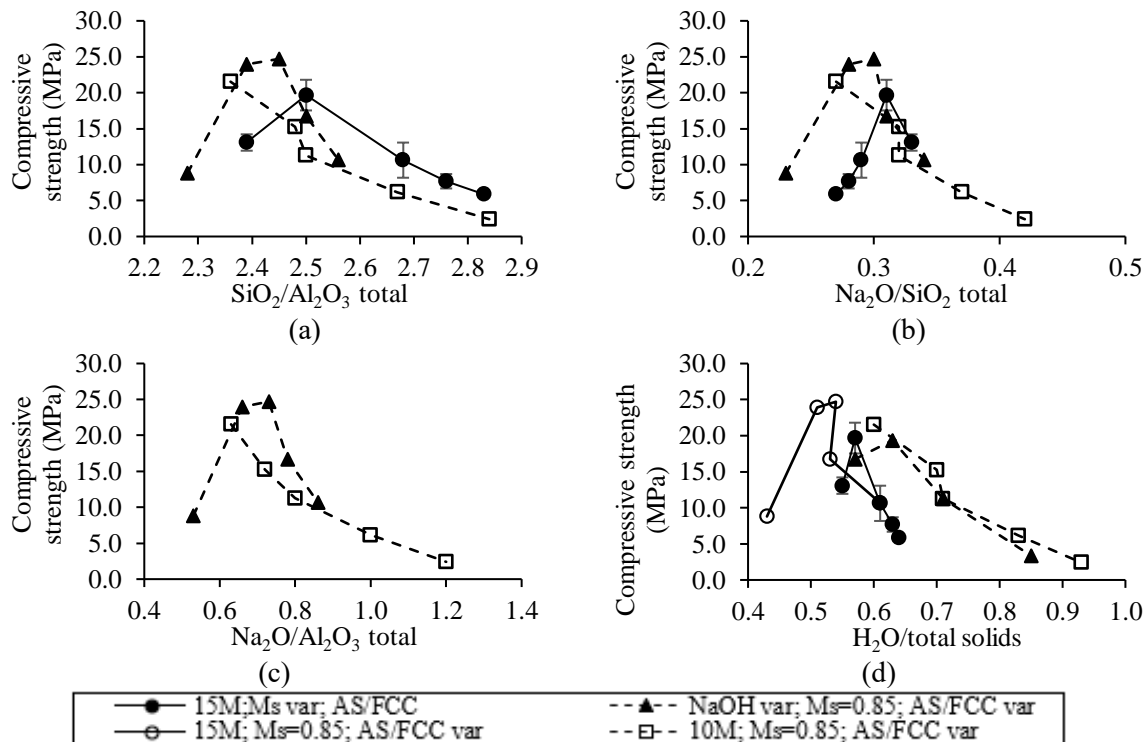 30.0
25.0
20.0
15.0
10.0
5.0
0.0
Compressive
strength (MPa)
2.2 2.3 2.4 2.5 2.6 2.7 2.8 2.9
SiO₂/Al₂O₃ total
(a)
30.0
25.0
20.0
15.0
10.0
5.0
0.0
Compressive
strength (MPa)
0.2 0.3 0.4 0.5
Na₂O/SiO₂ total
(b)
30.0
25.0
20.0
15.0
10.0
5.0
0.0
Compressive
strength (MPa)
0.4 0.6 0.8 1.0 1.2 1.4
Na₂O/Al₂O₃ total
(c)
30.0
25.0
20.0
15.0
10.0
5.0
0.0
Compressive strength
(MPa)
0.4 0.5 0.6 0.7 0.8 0.9 1.0
H₂O/total solids
(d)
15M;Ms var; AS/FCC
NaOH var; Ms=0.85; AS/FCC var
15M; Ms=0.85; AS/FCC var
10M; Ms=0.85; AS/FCC var